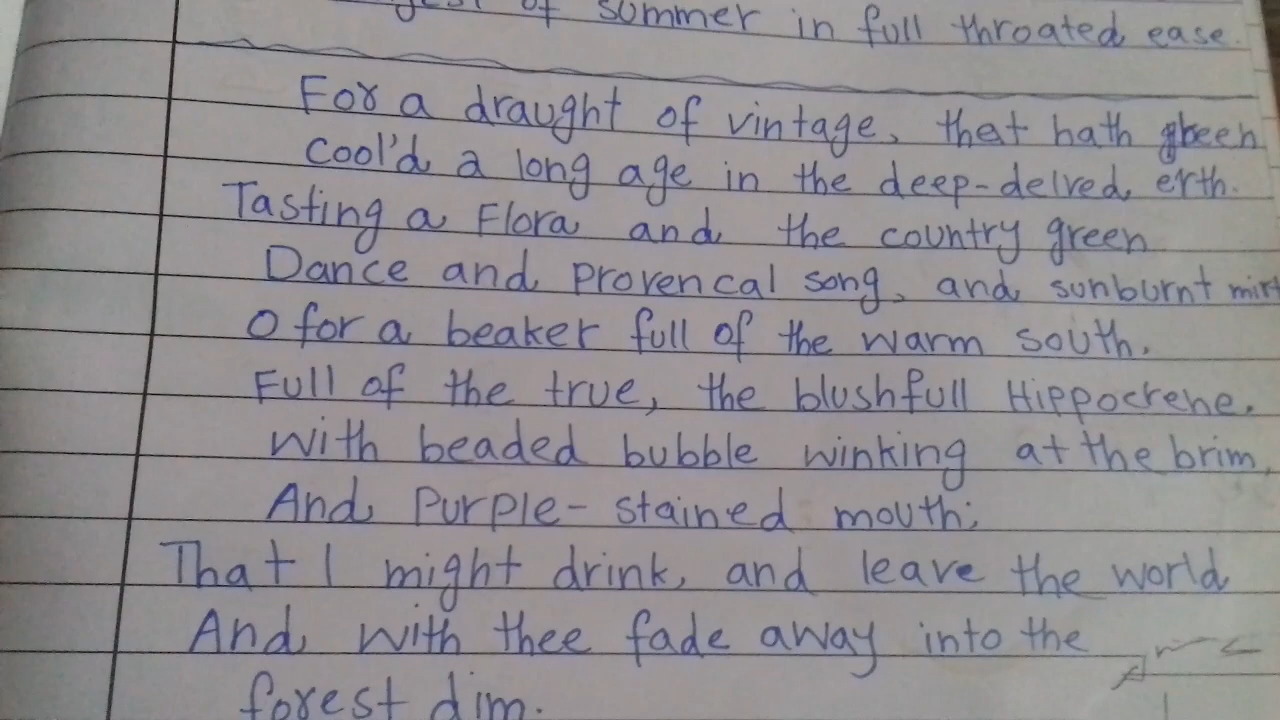 of summer in full throated ease.
For a draught of vintage, that hath been
Cool'd a long age in the deep-delved erth.
Tasting a Flora and the country green
Dance and Provencal song, and sunburnt mirt
O for a beaker full of the warm south.
Full of the true, the blushfull Hippocrene.
With beaded bubble winking at the brim,
And Purple-stained mouth;
That I might drink, and leave the world
And with thee fade away into the
forest dim.